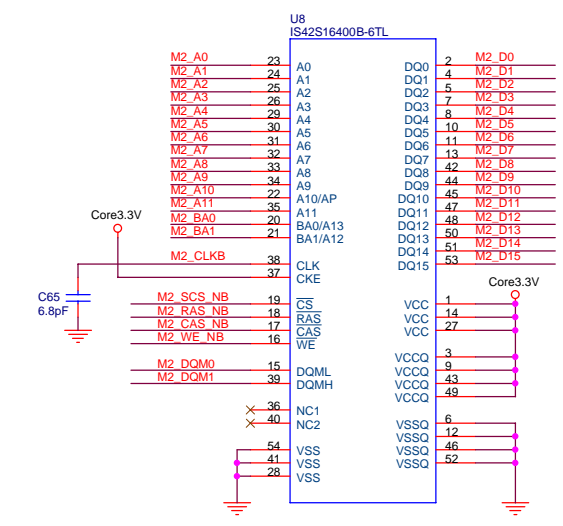 U8
IS42S16400B-6TL
M2_A0 23 A0 DQ0 2 M2_D0
M2_A1 24 A1 DQ1 4 M2_D1
M2_A2 25 A2 DQ2 5 M2_D2
M2_A3 26 A3 DQ3 7 M2_D3
M2_A4 29 A4 DQ4 8 M2_D4
M2_A5 30 A5 DQ5 10 M2_D5
M2_A6 31 A6 DQ6 11 M2_D6
M2_A7 32 A7 DQ7 13 M2_D7
M2_A8 33 A8 DQ8 42 M2_D8
M2_A9 34 A9 DQ9 44 M2_D9
M2_A10 22 A10/AP DQ10 45 M2_D10
M2_A11 35 A11 DQ11 47 M2_D11
M2_BA0 20 BA0/A13 DQ12 48 M2_D12
M2_BA1 21 BA1/A12 DQ13 50 M2_D13
DQ14 51 M2_D14
M2_CLKB 38 CLK DQ15 53 M2_D15
Core3.3V
37 CKE
Core3.3V
C65
6.8pF
M2_SCS_NB 19 CS VCC 1
M2_RAS_NB 18 RAS VCC 14
M2_CAS_NB 17 CAS VCC 27
M2_WE_NB 16 WE
VCCQ 3
M2_DQM0 15 DQML VCCQ 9
M2_DQM1 39 DQMH VCCQ 43
VCCQ 49
36 NC1
40 NC2 VSSQ 6
VSSQ 12
54 VSS VSSQ 46
41 VSS VSSQ 52
28 VSS